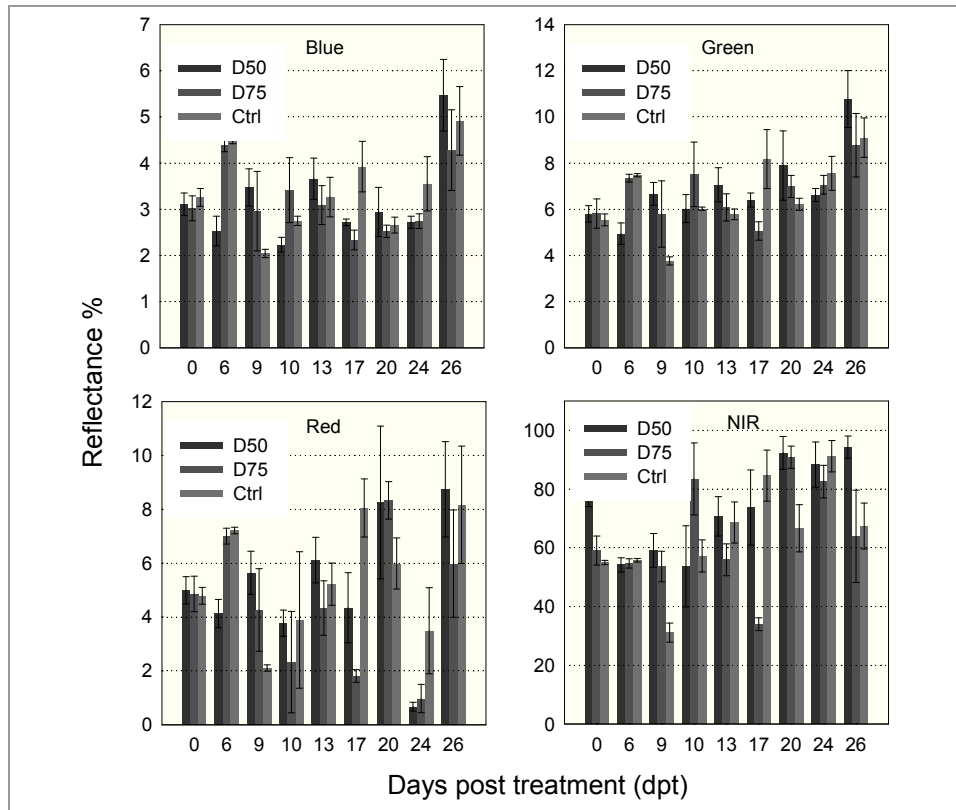 Reflectance %
Blue
D50
D75
Ctrl
7
6
5
4
3
2
1
0
0 6 9 10 13 17 20 24 26
Green
D50
D75
Ctrl
14
12
10
8
6
4
2
0
0 6 9 10 13 17 20 24 26
Red
D50
D75
Ctrl
12
10
8
6
4
2
0
0 6 9 10 13 17 20 24 26
NIR
D50
D75
Ctrl
100
80
60
40
20
0
0 6 9 10 13 17 20 24 26
Days post treatment (dpt)